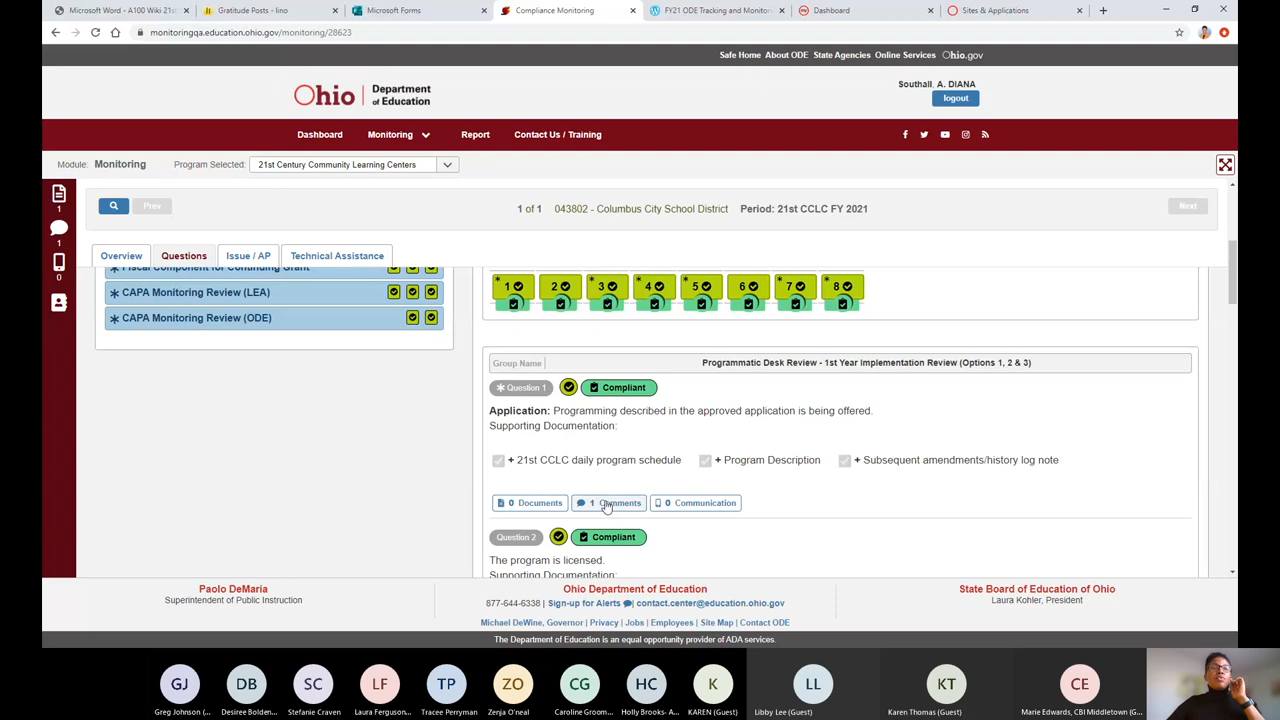 Microsoft Word - A100 Wiki 21st
Gratitude Posts - lino
Microsoft Forms
Compliance Monitoring
FY21 ODE Tracking and Monitori
Dashboard
Sites & Applications
monitoringqa.education.ohio.gov/monitoring/28623
Safe Home About ODE State Agencies Online Services Ohio.gov
Ohio Department of Education
Southall, A. DIANA
logout
Dashboard Monitoring Report Contact Us / Training
Module: Monitoring Program Selected: 21st Century Community Learning Centers
1
1
0
Prev
1 of 1 043802 - Columbus City School District Period: 21st CCLC FY 2021
Next
Overview Questions Issue / AP Technical Assistance
Fiscal Component for Continuing Grant
CAPA Monitoring Review (LEA)
CAPA Monitoring Review (ODE)
* 1 2 * 3 * 4 * 5 6 * 7 * 8
Group Name Programmatic Desk Review - 1st Year Implementation Review (Options 1, 2 & 3)
Question 1 Compliant
Application: Programming described in the approved application is being offered.
Supporting Documentation:
+ 21st CCLC daily program schedule + Program Description + Subsequent amendments/history log note
0 Documents 1 Comments 0 Communication
Question 2 Compliant
The program is licensed.
Supporting Documentation:
Paolo DeMaria
Superintendent of Public Instruction
Ohio Department of Education
877-644-6338 | Sign-up for Alerts | contact.center@education.ohio.gov
Michael DeWine, Governor | Privacy | Jobs | Employees | Site Map | Contact ODE
State Board of Education of Ohio
Laura Kohler, President
The Department of Education is an equal opportunity provider of ADA services.
GJ DB SC LF TP ZO CG HC K LL KT CE
Greg Johnson (... Desiree Bolden... Stefanie Craven Laura Ferguson... Tracee Perryman Zenja O'neal Caroline Groom... Holly Brooks- A... KAREN (Guest) Libby Lee (Guest) Karen Thomas (Guest) Marie Edwards, CBI Middletown (G...